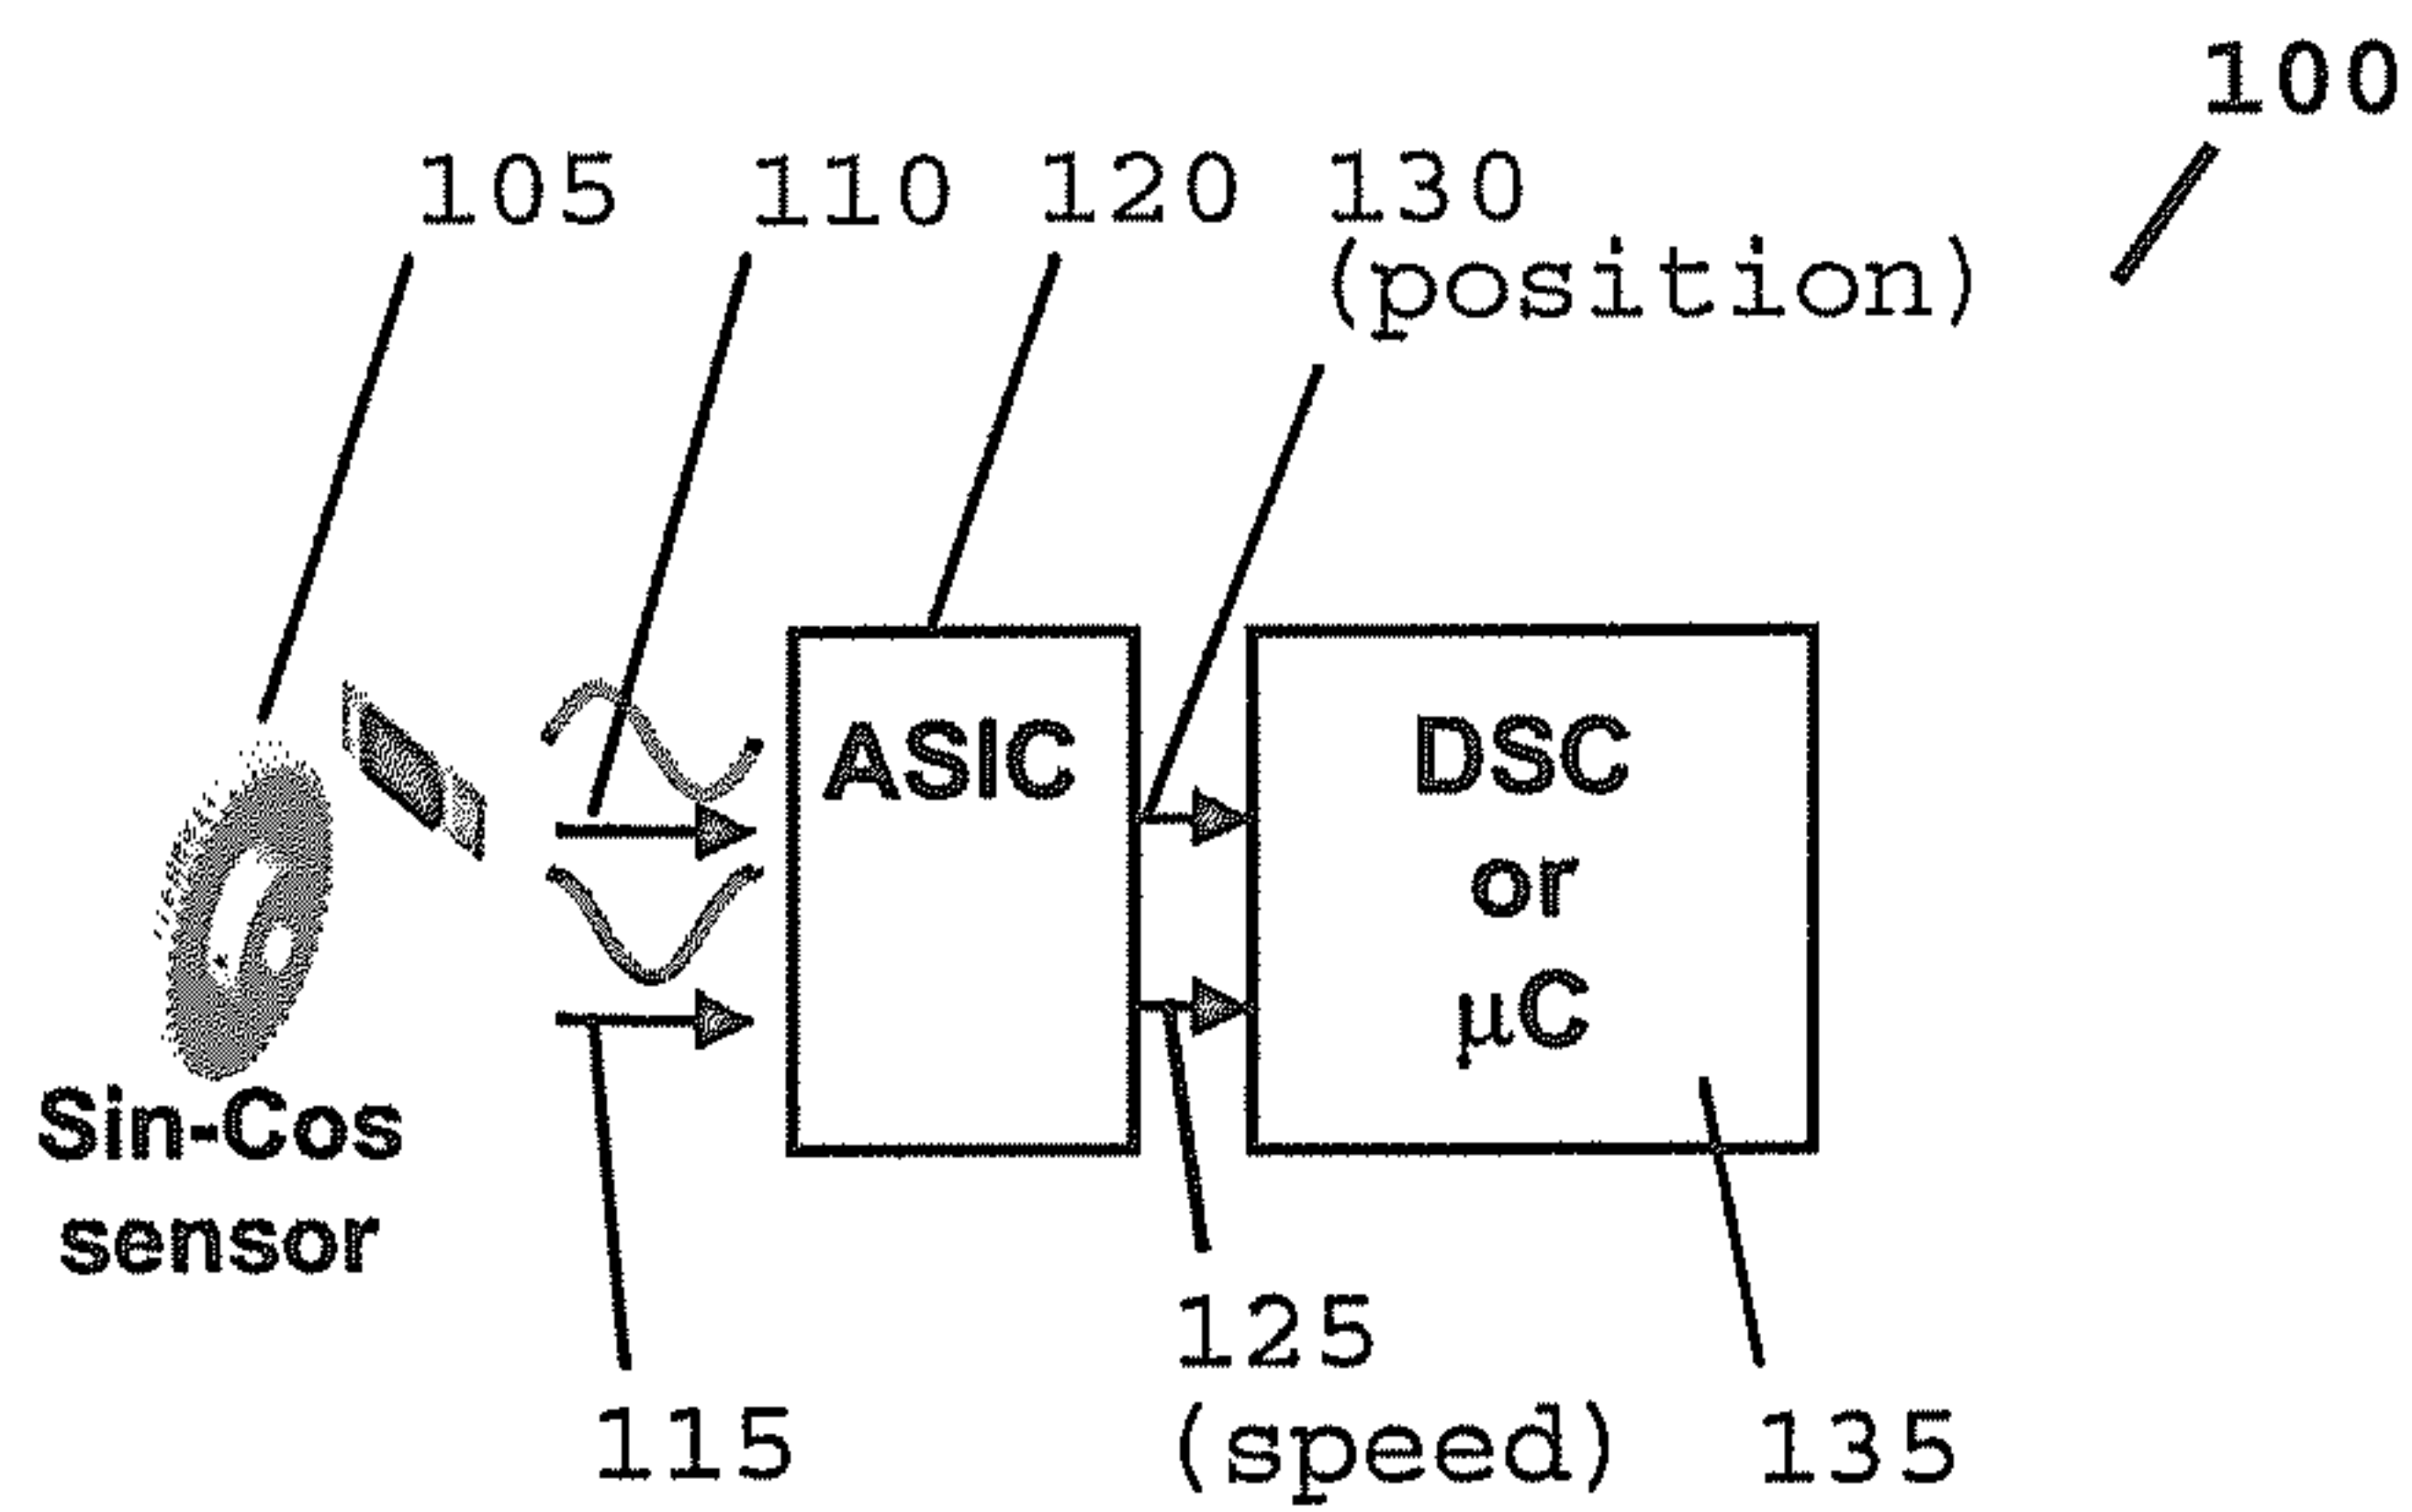 100
105
110
120
130
(position)
ASIC
DSC
or
µC
Sin-Cos
sensor
115
125
(speed)
135